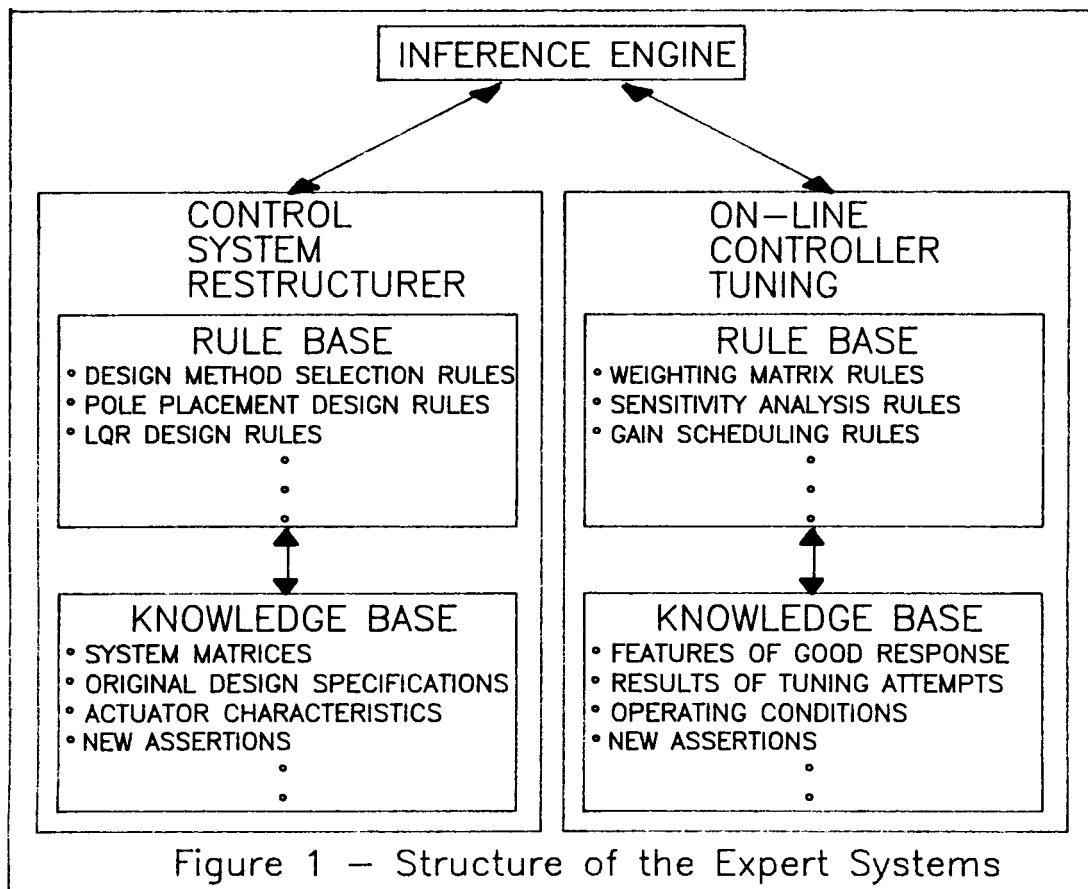 INFERENCE ENGINE
CONTROL
SYSTEM
RESTRUCTURER
RULE BASE
° DESIGN METHOD SELECTION RULES
° POLE PLACEMENT DESIGN RULES
° LQR DESIGN RULES
KNOWLEDGE BASE
° SYSTEM MATRICES
° ORIGINAL DESIGN SPECIFICATIONS
° ACTUATOR CHARACTERISTICS
° NEW ASSERTIONS
ON-LINE
CONTROLLER
TUNING
RULE BASE
° WEIGHTING MATRIX RULES
° SENSITIVITY ANALYSIS RULES
° GAIN SCHEDULING RULES
KNOWLEDGE BASE
° FEATURES OF GOOD RESPONSE
° RESULTS OF TUNING ATTEMPTS
° OPERATING CONDITIONS
° NEW ASSERTIONS
Figure 1 – Structure of the Expert Systems